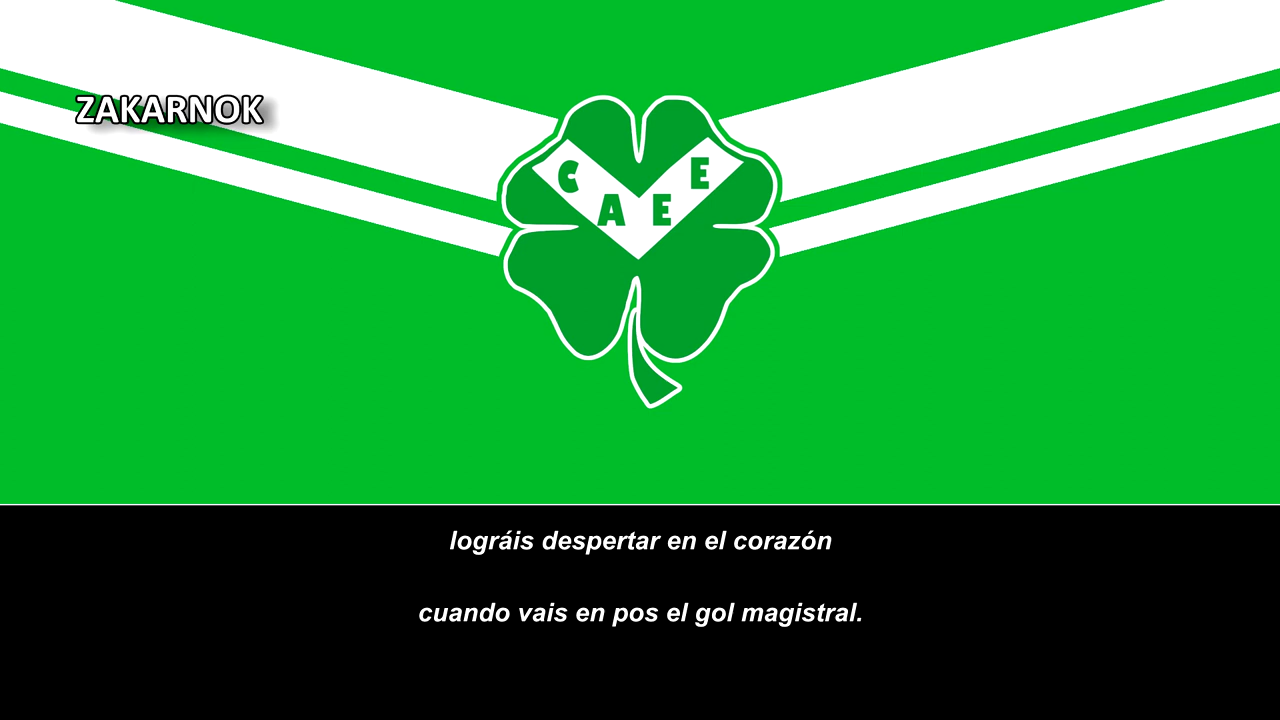 ZAKARNOK
C A E E
lográis despertar en el corazón
cuando vais en pos el gol magistral.